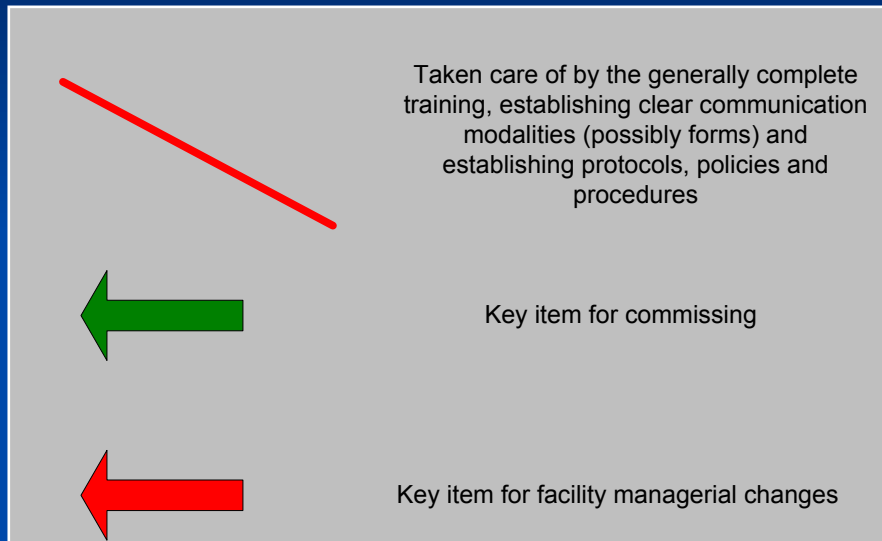 Taken care of by the generally complete
training, establishing clear communication
modalities (possibly forms) and
establishing protocols, policies and
procedures
Key item for commissing
Key item for facility managerial changes